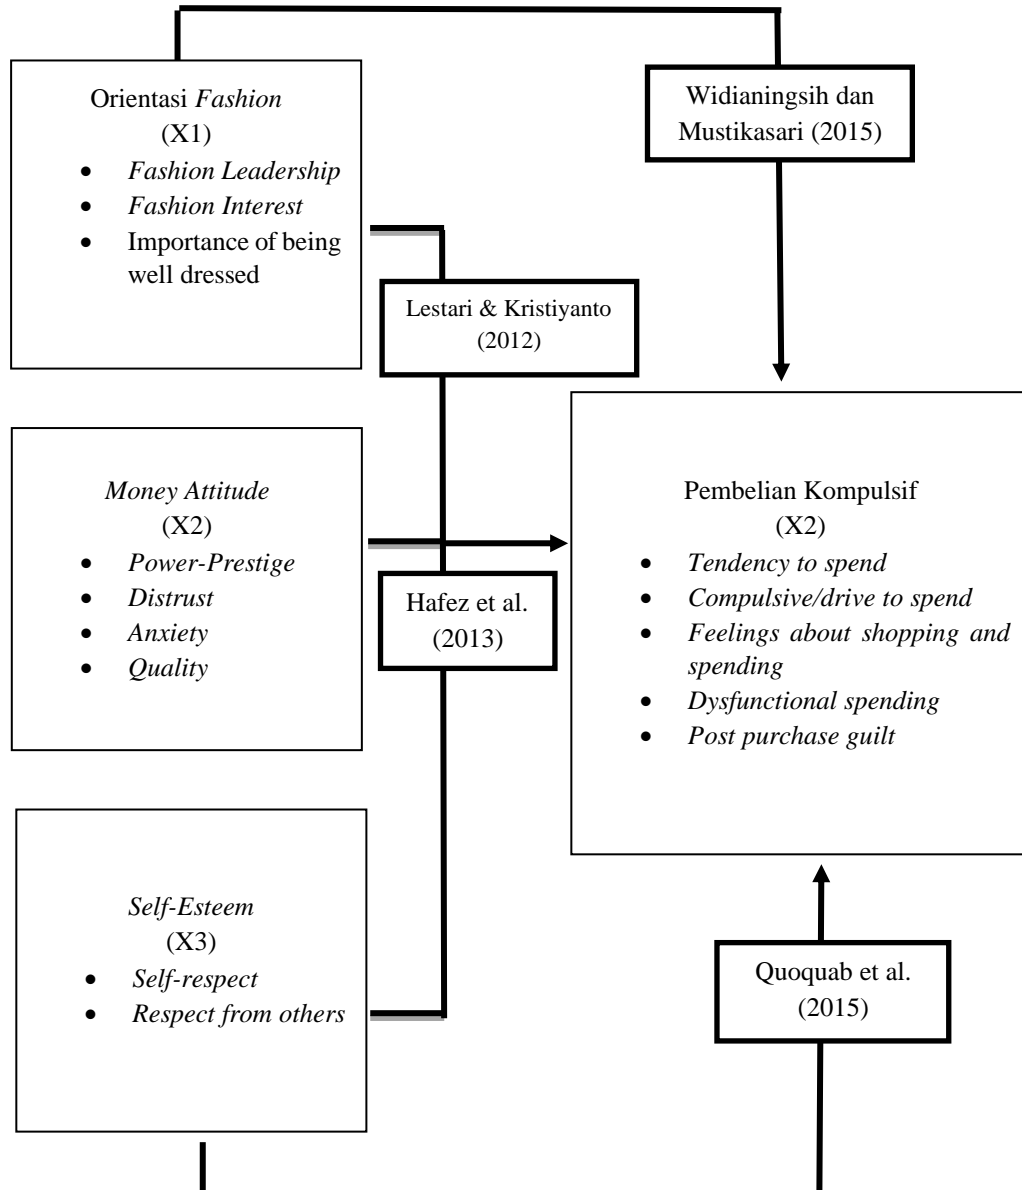 Orientasi Fashion
(X1)
• Fashion Leadership
• Fashion Interest
• Importance of being
well dressed
Widianingsih dan
Mustikasari (2015)
Lestari & Kristiyanto
(2012)
Money Attitude
(X2)
• Power-Prestige
• Distrust
• Anxiety
• Quality
Hafez et al.
(2013)
Pembelian Kompulsif
(X2)
• Tendency to spend
• Compulsive/drive to spend
• Feelings about shopping and
spending
• Dysfunctional spending
• Post purchase guilt
Self-Esteem
(X3)
• Self-respect
• Respect from others
Quoquab et al.
(2015)